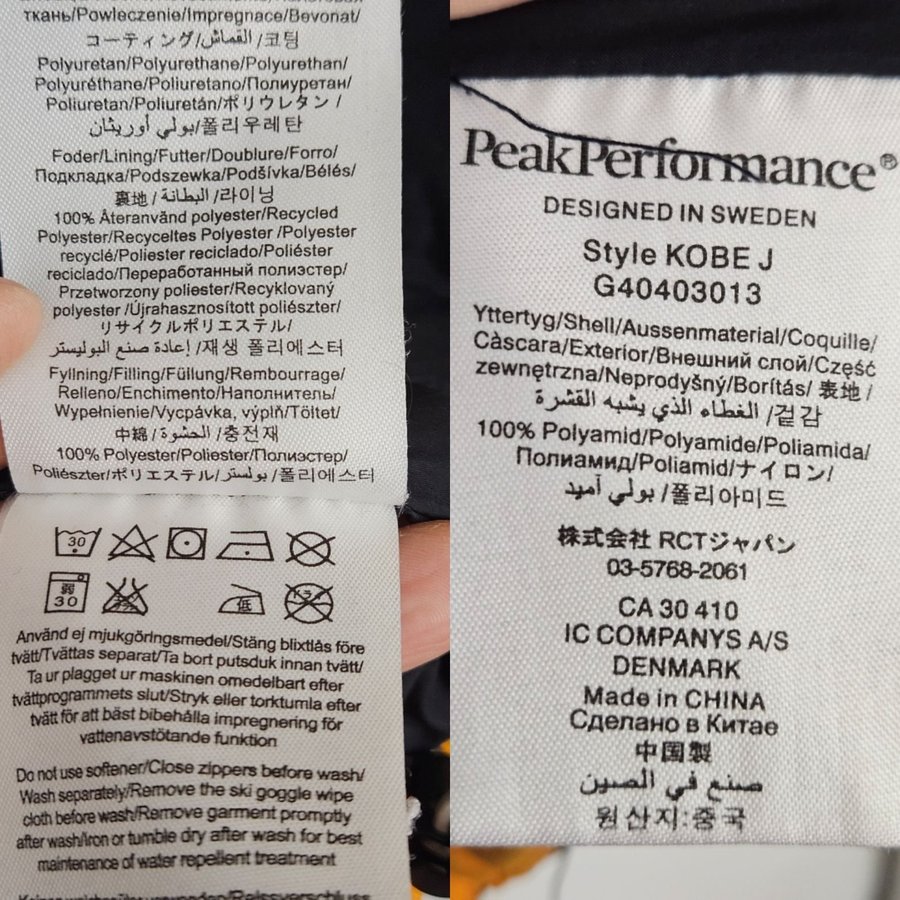 ткань/Powleczenie/Impregnace/Bevonat/
コーティング/القماش/코팅
Polyuretan/Polyurethane/Polyurethan/
Polyuréthane/Poliuretano/Полиуретан/
Poliuretan/Poliuretán/ポリウレタン /
بولي أوريثان/폴리우레탄
Foder/Lining/Futter/Doublure/Forro/
Подкладка/Podszewka/Podšívka/Bélés/
裏地/ البطانة/라이닝
100% Återanvänd polyester/Recycled
Polyester/Recyceltes Polyester /Polyester
recyclé/Poliester reciclado/Poliéster
reciclado/Переработанный полиэстер/
Przetworzony poliester/Recyklovaný
polyester /Újrahasznosított poliészter/
リサイクルポリエステル/
إعادة صنع البوليستر /재생 폴리에스터
Fyllning/Filling/Füllung/Rembourrage/
Relleno/Enchimento/Наполнитель/
Wypełnienie/Vycpávka, výplň/Töltet/
中綿/ الحشوة/충전재
100% Polyester/Poliester/Полиэстер/
Poliészter/ポリエステル/بولستر/폴리에스터
30
弱
30
低
ドライ
Använd ej mjukgöringsmedel/Stäng blixtlås före
tvätt/Tvättas separat/Ta bort putsduk innan tvätt/
Ta ur plagget ur maskinen omedelbart efter
tvättprogrammets slut/Stryk eller torktumla efter
tvätt för att bäst bibehålla impregnering för
vattenavstötande funktion
Do not use softener/Close zippers before wash/
Wash separately/Remove the ski goggle wipe
cloth before wash/Remove garment promptly
after wash/Iron or tumble dry after wash for best
maintenance of water repellent treatment
PeakPerformance®
DESIGNED IN SWEDEN
Style KOBE J
G40403013
Yttertyg/Shell/Aussenmaterial/Coquille/
Càscara/Exterior/Внешний слой/Część
zewnętrzna/Neprodyšný/Borítás/ 表地 /
الغطاء الذي يشبه القشرة /겉감
100% Polyamid/Polyamide/Poliamida/
Полиамид/Poliamid/ナイロン/
بولي آميد /폴리아미드
株式会社 RCTジャパン
03-5768-2061
CA 30 410
IC COMPANYS A/S
DENMARK
Made in CHINA
Сделано в Китае
中国製
صنع في الصين
원산지:중국